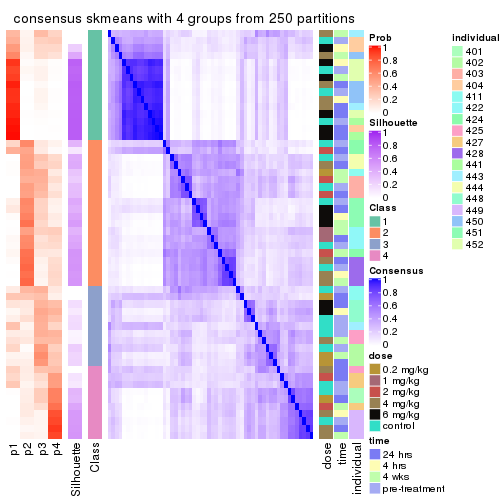 consensus skmeans with 4 groups from 250 partitions
Prob
1
0.8
0.6
0.4
0.2
0
Silhouette
1
0.8
0.6
0.4
0.2
0
Class
1
2
3
4
Consensus
1
0.8
0.6
0.4
0.2
0
dose
0.2 mg/kg
1 mg/kg
2 mg/kg
4 mg/kg
6 mg/kg
control
time
24 hrs
4 hrs
4 wks
pre-treatment
individual
401
402
403
404
411
422
424
425
427
428
441
443
444
448
449
450
451
452
p1
p2
p3
p4
Silhouette
Class
dose
time
individual